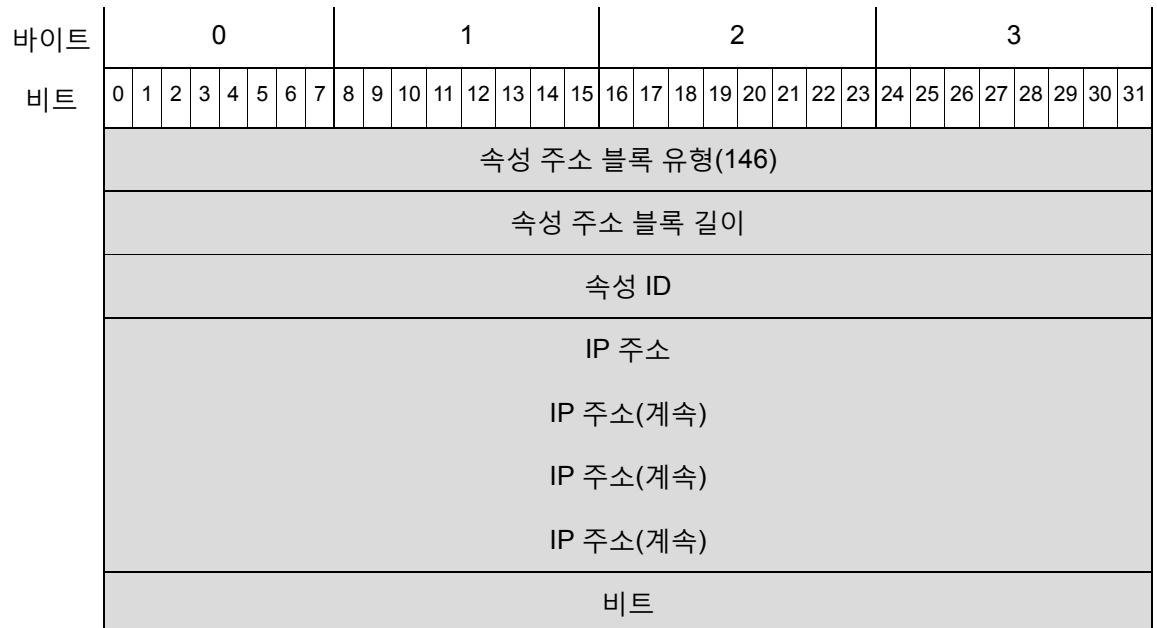 바이트 0 1 2 3
비트 0 1 2 3 4 5 6 7 8 9 10 11 12 13 14 15 16 17 18 19 20 21 22 23 24 25 26 27 28 29 30 31
속성 주소 블록 유형(146)
속성 주소 블록 길이
속성 ID
IP 주소
IP 주소(계속)
IP 주소(계속)
IP 주소(계속)
비트